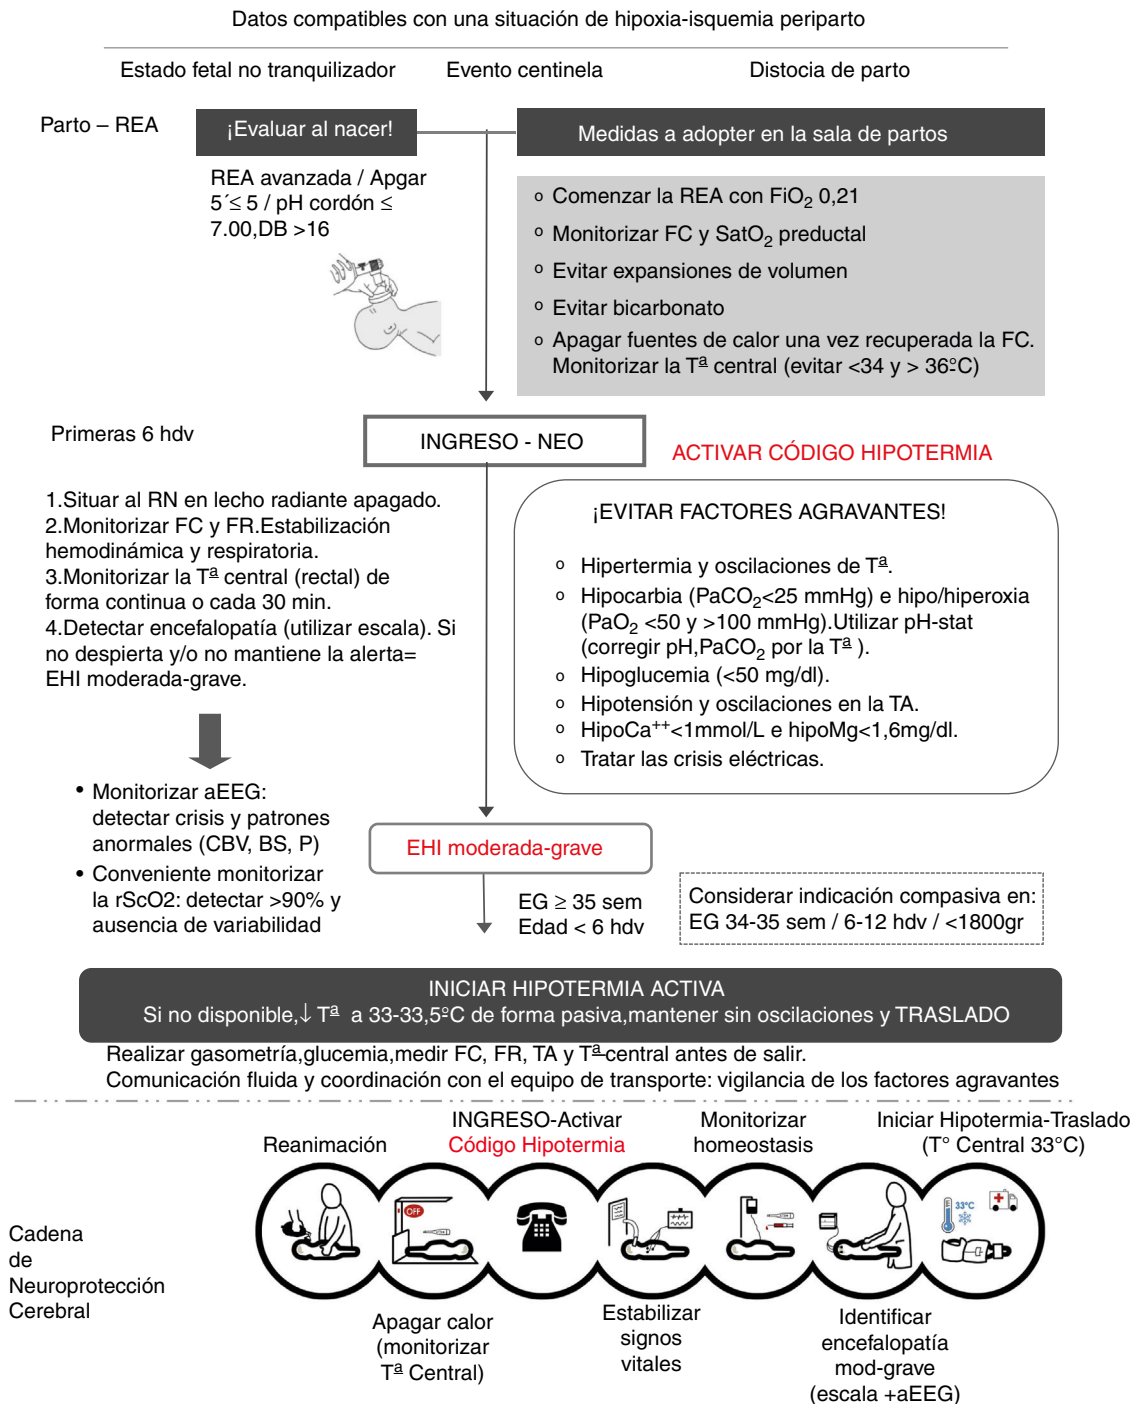 Datos compatibles con una situación de hipoxia-isquemia periparto
Estado fetal no tranquilizador
Evento centinela
Distocia de parto
Parto – REA
¡Evaluar al nacer!
Medidas a adopter en la sala de partos
REA avanzada / Apgar
5´≤ 5 / pH cordón ≤
7.00,DB >16
o Comenzar la REA con FiO₂ 0,21
o Monitorizar FC y SatO₂ preductal
o Evitar expansiones de volumen
o Evitar bicarbonato
o Apagar fuentes de calor una vez recuperada la FC.
Monitorizar la Tª central (evitar <34 y > 36ºC)
Primeras 6 hdv
INGRESO - NEO
ACTIVAR CÓDIGO HIPOTERMIA
1.Situar al RN en lecho radiante apagado.
2.Monitorizar FC y FR.Estabilización
hemodinámica y respiratoria.
3.Monitorizar la Tª central (rectal) de
forma continua o cada 30 min.
4.Detectar encefalopatía (utilizar escala). Si
no despierta y/o no mantiene la alerta=
EHI moderada-grave.
¡EVITAR FACTORES AGRAVANTES!
o Hipertermia y oscilaciones de Tª.
o Hipocarbia (PaCO₂<25 mmHg) e hipo/hiperoxia
(PaO₂ <50 y >100 mmHg).Utilizar pH-stat
(corregir pH,PaCO₂ por la Tª ).
o Hipoglucemia (<50 mg/dl).
o Hipotensión y oscilaciones en la TA.
o HipoCa⁺⁺<1mmol/L e hipoMg<1,6mg/dl.
o Tratar las crisis eléctricas.
• Monitorizar aEEG:
detectar crisis y patrones
anormales (CBV, BS, P)
• Conveniente monitorizar
la rScO2: detectar >90% y
ausencia de variabilidad
EHI moderada-grave
EG ≥ 35 sem
Edad < 6 hdv
Considerar indicación compasiva en:
EG 34-35 sem / 6-12 hdv / <1800gr
INICIAR HIPOTERMIA ACTIVA
Si no disponible,↓ Tª a 33-33,5ºC de forma pasiva,mantener sin oscilaciones y TRASLADO
Realizar gasometría,glucemia,medir FC, FR, TA y Tª central antes de salir.
Comunicación fluida y coordinación con el equipo de transporte: vigilancia de los factores agravantes
Reanimación
INGRESO-Activar
Código Hipotermia
Monitorizar
homeostasis
Iniciar Hipotermia-Traslado
(T° Central 33°C)
OFF
33°C
Cadena
de
Neuroprotección
Cerebral
Apagar calor
(monitorizar
Tª Central)
Estabilizar
signos
vitales
Identificar
encefalopatía
mod-grave
(escala +aEEG)